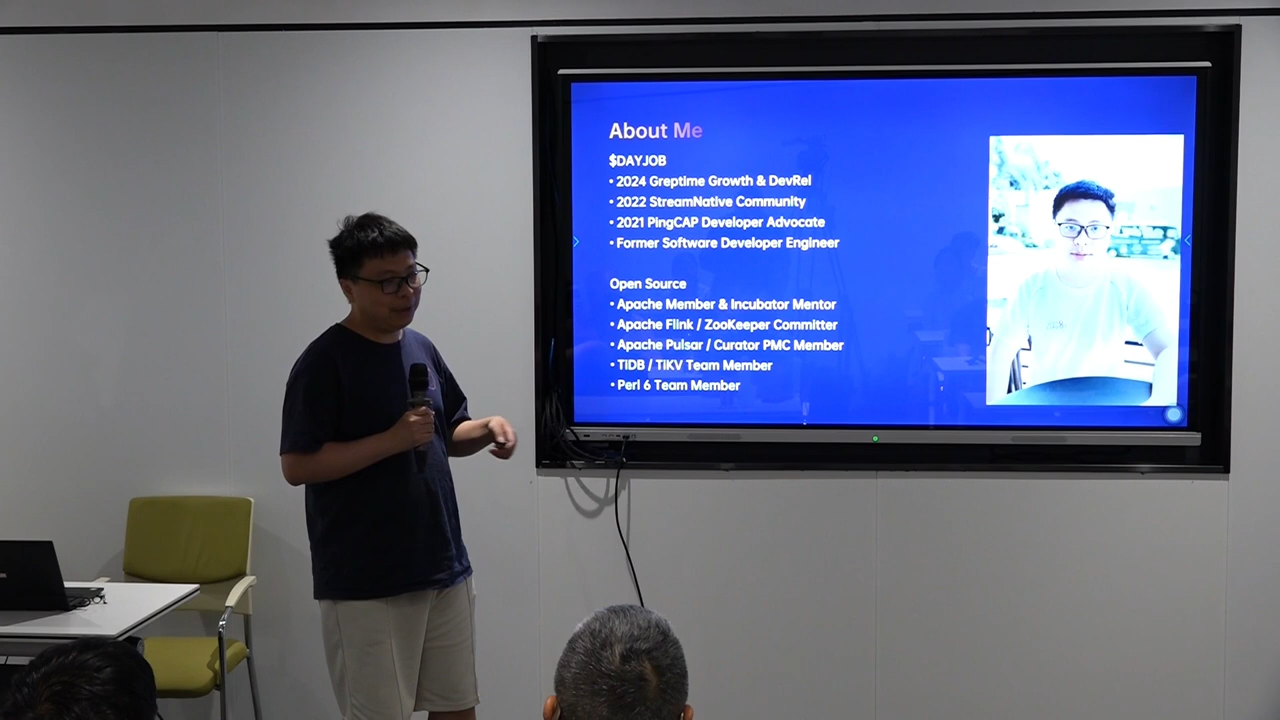 About Me
$DAYJOB
• 2024 Greptime Growth & DevRel
• 2022 StreamNative Community
• 2021 PingCAP Developer Advocate
• Former Software Developer Engineer
Open Source
• Apache Member & Incubator Mentor
• Apache Flink / ZooKeeper Committer
• Apache Pulsar / Curator PMC Member
• TiDB / TiKV Team Member
• Perl 6 Team Member